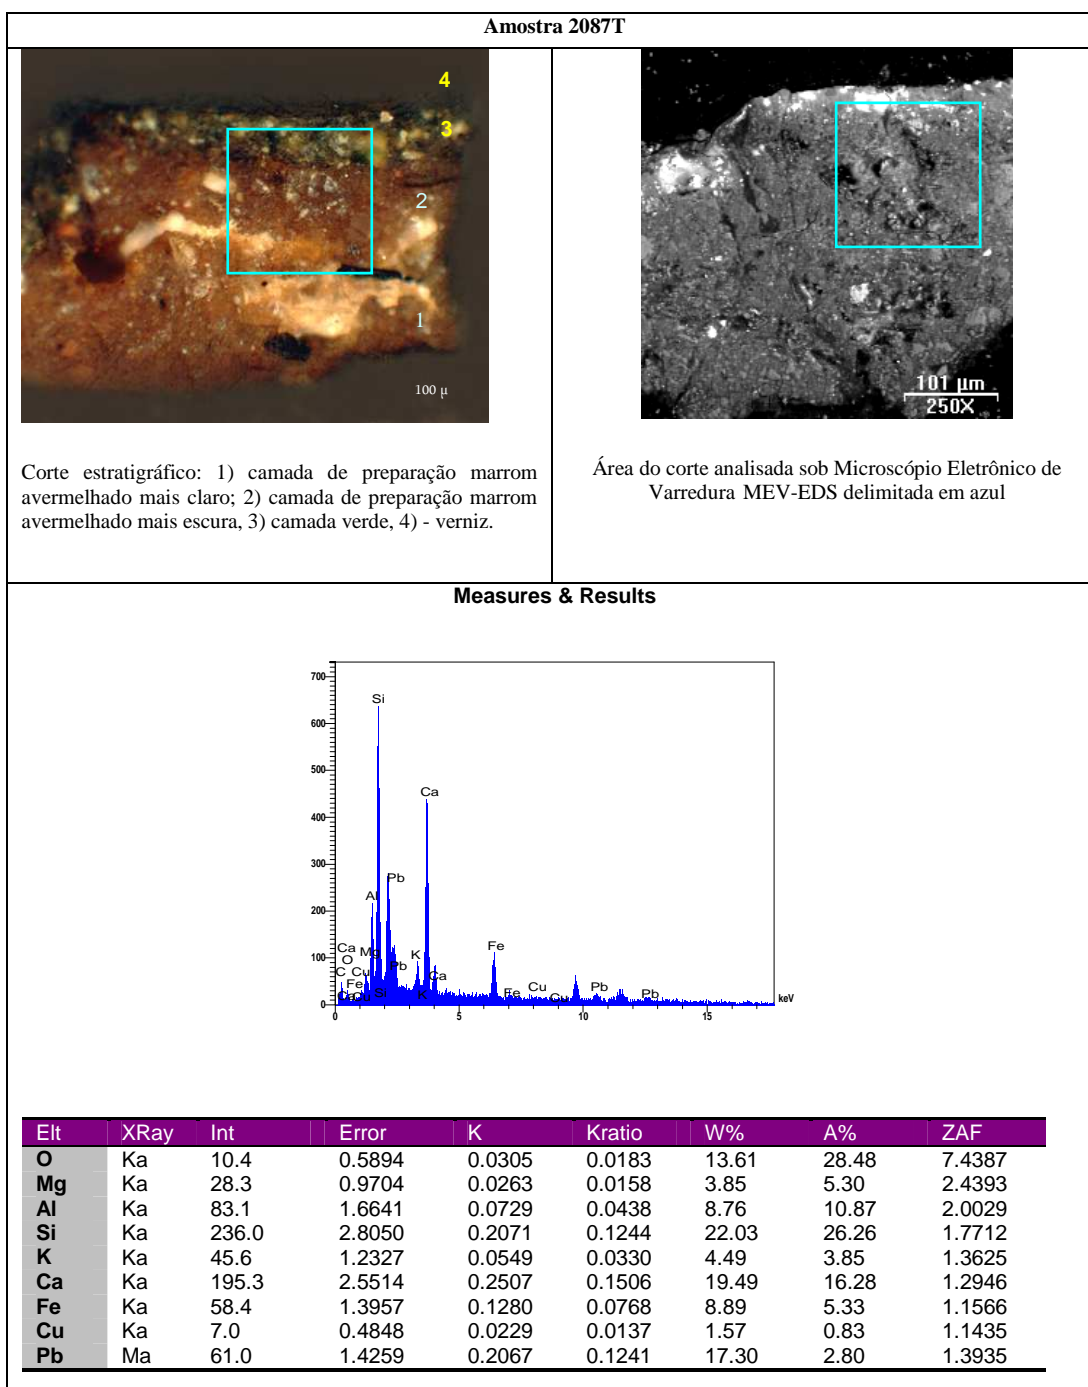 Amostra 2087T
4
3
2
1
100 µ
101 µm
250X
Corte estratigráfico: 1) camada de preparação marrom
avermelhado mais claro; 2) camada de preparação marrom
avermelhado mais escura, 3) camada verde, 4) - verniz.
Área do corte analisada sob Microscópio Eletrônico de
Varredura MEV-EDS delimitada em azul
Measures & Results
700
600
500
400
300
200
100
0
Si
Ca
Pb
Al
Ca
O
Mg
C
Cu
Fe
Pb
K
Ca
Fe
Si
K
Fe
Cu
Cu
Pb
Pb
0 5 10 15 keV
Elt XRay Int Error K Kratio W% A% ZAF
O Ka 10.4 0.5894 0.0305 0.0183 13.61 28.48 7.4387
Mg Ka 28.3 0.9704 0.0263 0.0158 3.85 5.30 2.4393
Al Ka 83.1 1.6641 0.0729 0.0438 8.76 10.87 2.0029
Si Ka 236.0 2.8050 0.2071 0.1244 22.03 26.26 1.7712
K Ka 45.6 1.2327 0.0549 0.0330 4.49 3.85 1.3625
Ca Ka 195.3 2.5514 0.2507 0.1506 19.49 16.28 1.2946
Fe Ka 58.4 1.3957 0.1280 0.0768 8.89 5.33 1.1566
Cu Ka 7.0 0.4848 0.0229 0.0137 1.57 0.83 1.1435
Pb Ma 61.0 1.4259 0.2067 0.1241 17.30 2.80 1.3935